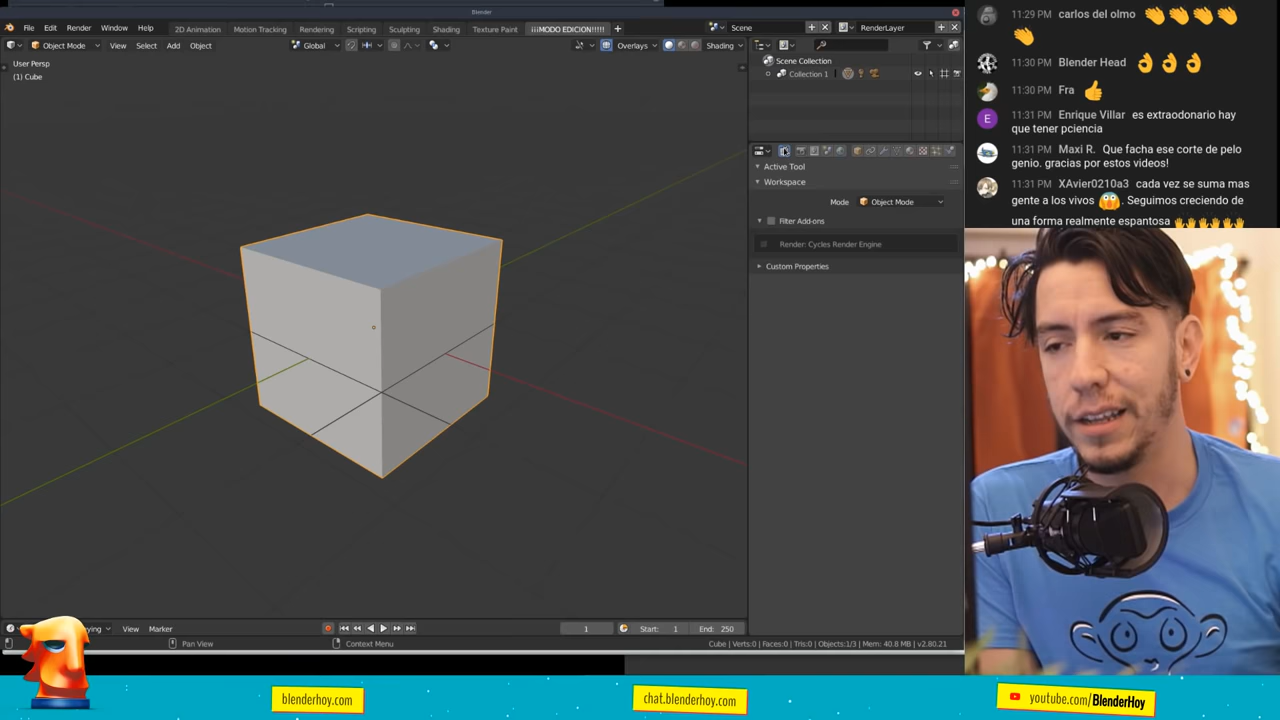 Blender
File Edit Render Window Help
2D Animation Motion Tracking Rendering Scripting Sculpting Shading Texture Paint ¡¡¡MODO EDICION!!!!! +
Scene
RenderLayer
Object Mode View Select Add Object
Global
Overlays
Shading
User Persp
(1) Cube
Scene Collection
Collection 1
Active Tool
Workspace
Mode Object Mode
Filter Add-ons
Render: Cycles Render Engine
Custom Properties
View Marker
1
Start: 1
End: 250
Pan View
Context Menu
Cube | Verts:0 | Faces:0 | Tris:0 | Objects:1/3 | Mem: 40.8 MB | v2.80.21
11:29 PM carlos del olmo
11:30 PM Blender Head
11:30 PM Fra
E
11:31 PM Enrique Villar es extraodonario hay
que tener pciencia
11:31 PM Maxi R. Que facha ese corte de pelo
genio. gracias por estos videos!
11:31 PM XAvier0210a3 cada vez se suma mas
gente a los vivos. Seguimos creciendo de
una forma realmente espantosa
blenderhoy.com
chat.blenderhoy.com
youtube.com/BlenderHoy